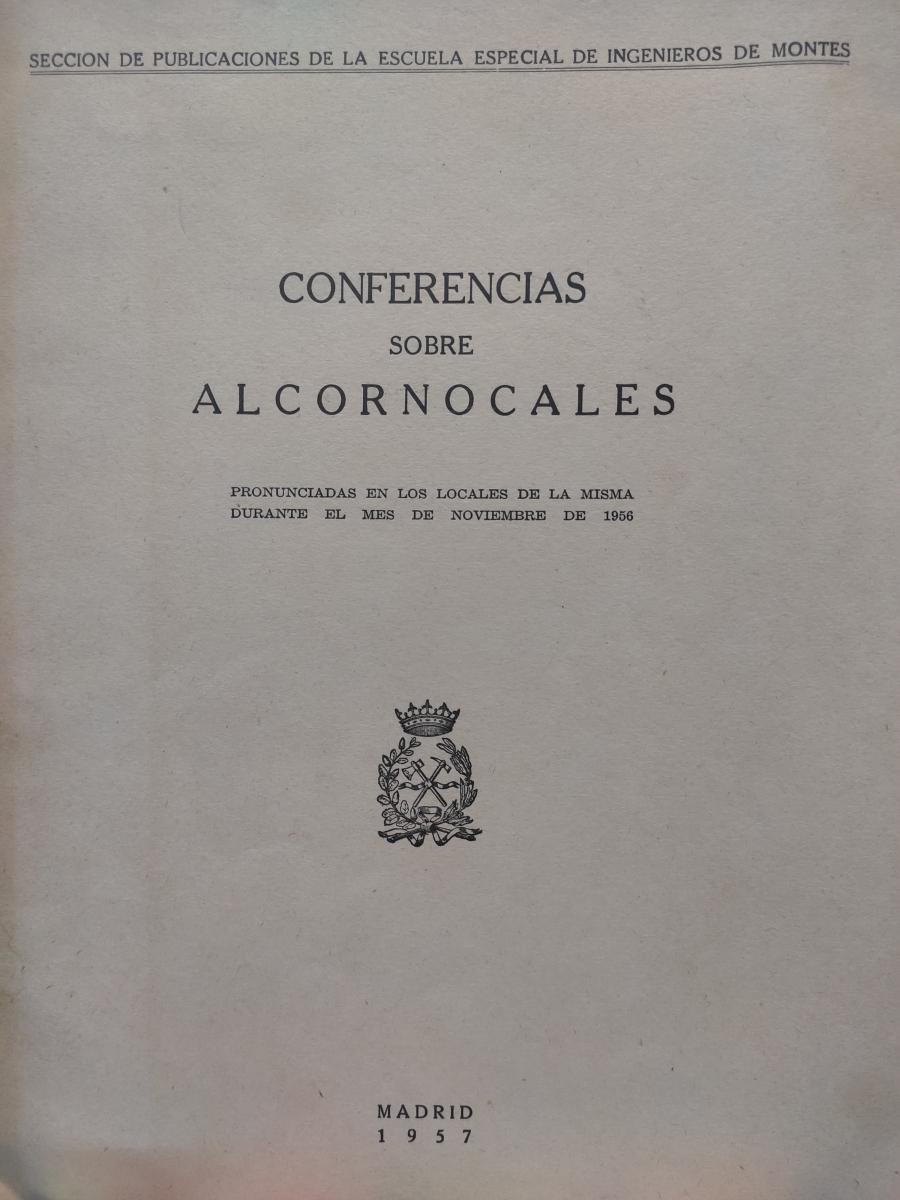 SECCION DE PUBLICACIONES DE LA ESCUELA ESPECIAL DE INGENIEROS DE MONTES
CONFERENCIAS
SOBRE
ALCORNOCALES
PRONUNCIADAS EN LOS LOCALES DE LA MISMA
DURANTE EL MES DE NOVIEMBRE DE 1956
MADRID
1957